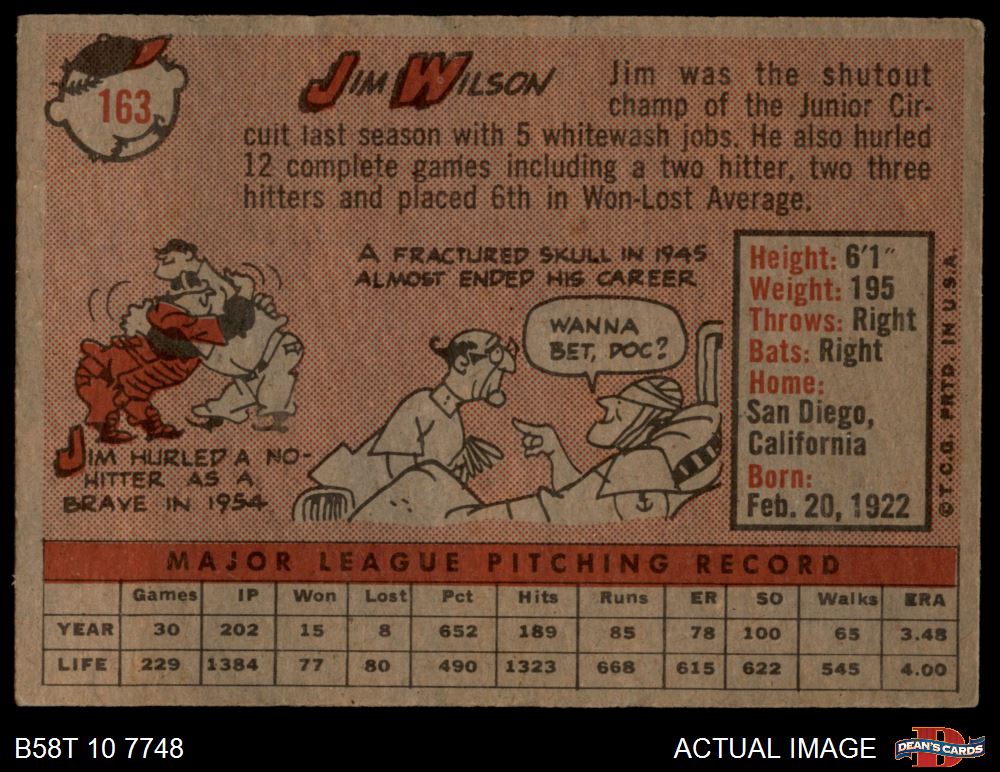 163
JIM WILSON
Jim was the shutout
champ of the Junior Cir-
cuit last season with 5 whitewash jobs. He also hurled
12 complete games including a two hitter, two three
hitters and placed 6th in Won-Lost Average.
A FRACTURED SKULL IN 1945
ALMOST ENDED HIS CAREER
WANNA
BET, DOC?
JIM HURLED A NO-
HITTER AS A
BRAVE IN 1954
Height: 6'1"
Weight: 195
Throws: Right
Bats: Right
Home:
San Diego,
California
Born:
Feb. 20, 1922
©T.C.G. PRTD. IN U.S.A.
MAJOR LEAGUE PITCHING RECORD
Games IP Won Lost Pct Hits Runs ER SO Walks ERA
YEAR 30 202 15 8 652 189 85 78 100 65 3.48
LIFE 229 1384 77 80 490 1323 668 615 622 545 4.00
B58T 10 7748
ACTUAL IMAGE
D
DEAN'S CARDS